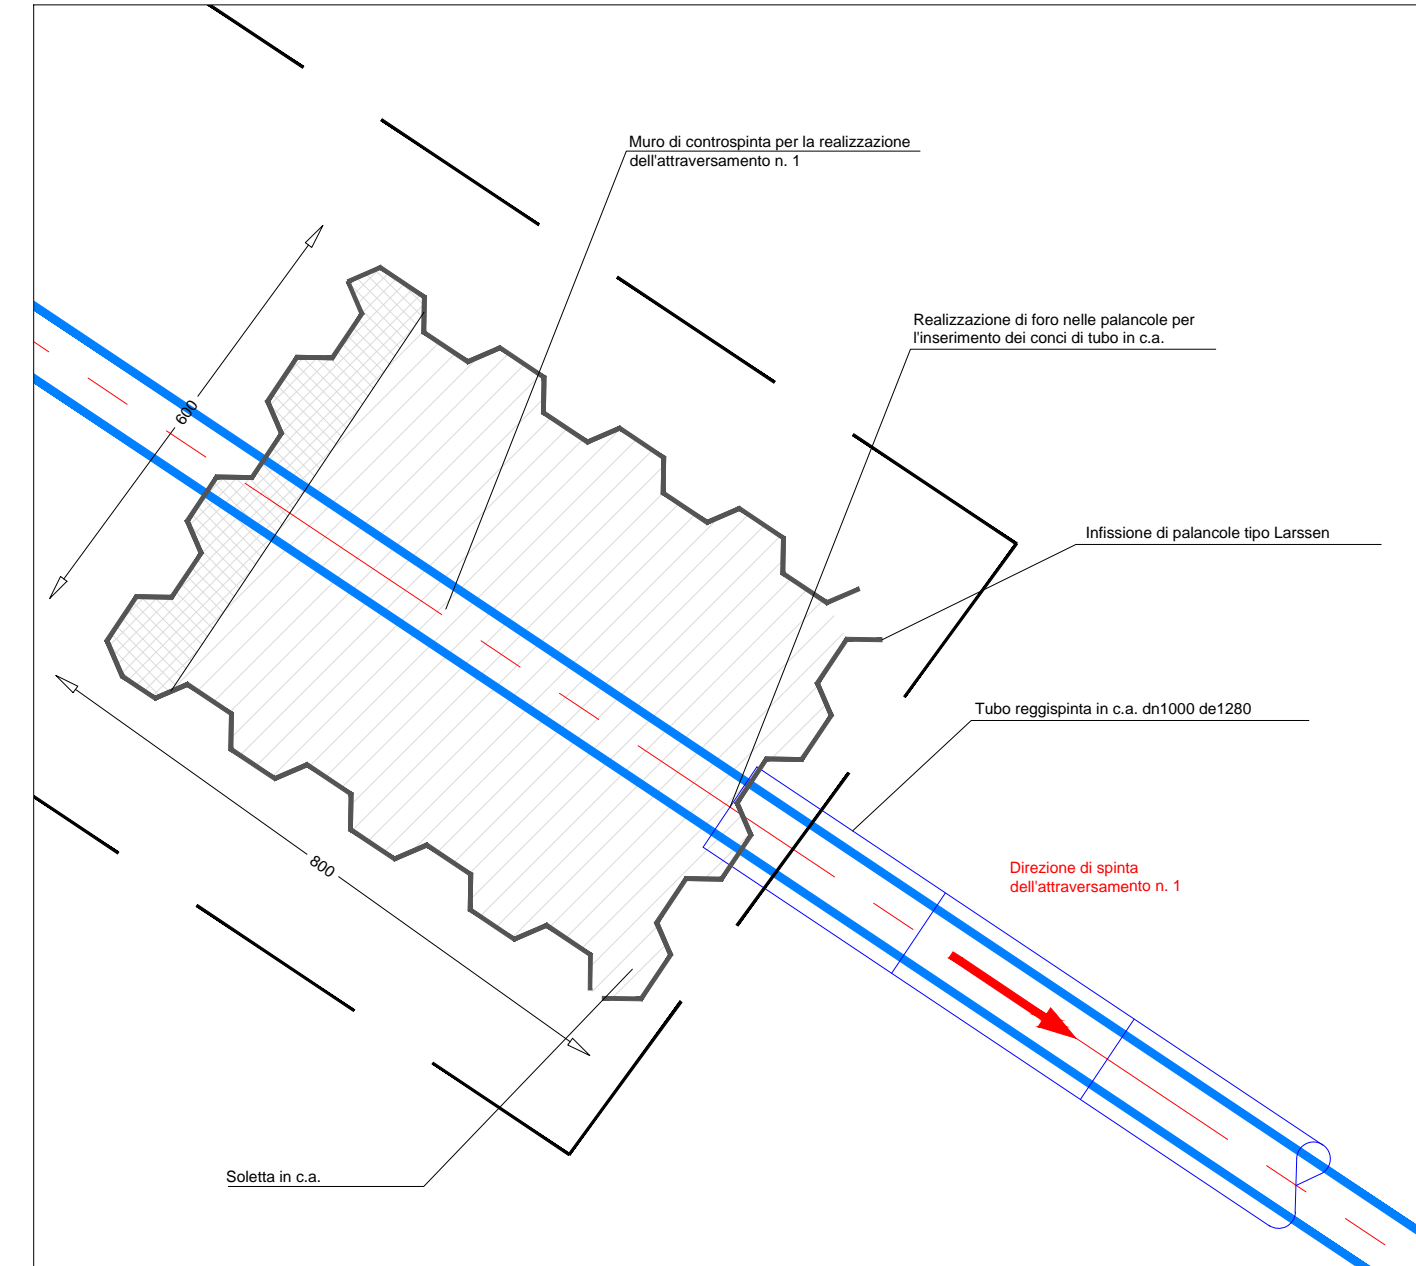 Muro di controspinta per la realizzazione
dell'attraversamento n. 1
Realizzazione di foro nelle palancole per
l'inserimento dei conci di tubo in c.a.
600
Infissione di palancole tipo Larssen
Tubo reggispinta in c.a. dn1000 de1280
800
Direzione di spinta
dell'attraversamento n. 1
Soletta in c.a.